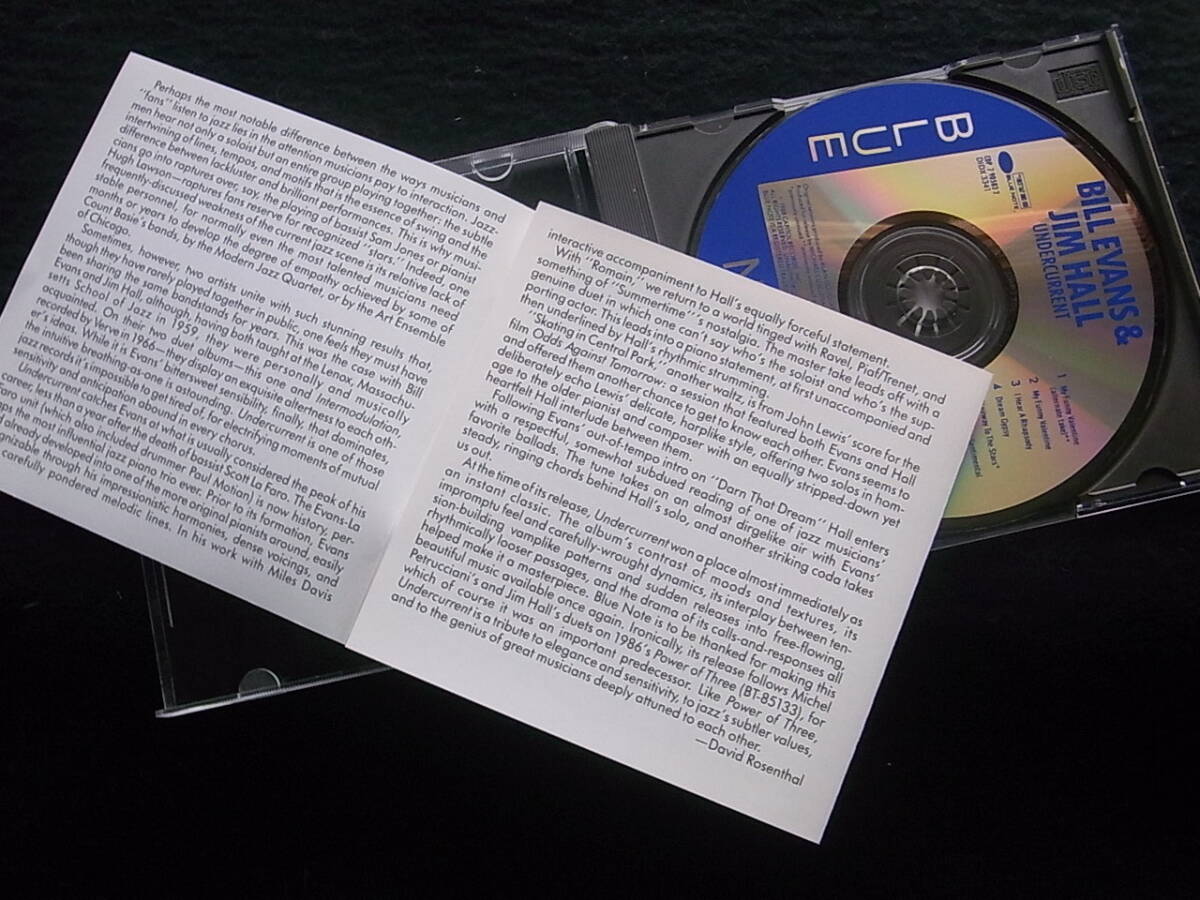 Perhaps the most notable difference between the ways musicians and
"fans" listen to jazz lies in the attention musicians pay to interaction. Jazz-
men hear not only a soloist but an entire group playing together: the subtle
intertwining of lines, tempos, and motifs that is the essence of swing and the
difference between lackluster and brilliant performances. This is why musi-
cians go into raptures over, say, the playing of bassist Sam Jones or pianist
Hugh Lawson—raptures fans reserve for recognized "stars." Indeed, one
frequently-discussed weakness of the current jazz scene is its relative lack of
stable personnel, for normally even the most talented musicians need
months or years to develop the degree of empathy achieved by some of
Count Basie's bands, by the Modern Jazz Quartet, or by the Art Ensemble
of Chicago.
Sometimes, however, two artists unite with such stunning results that,
though they have rarely played together in public, one feels they must have
been sharing the same bandstands for years. This was the case with Bill
Evans and Jim Hall, although, having both taught at the Lenox, Massachu-
setts School of Jazz in 1959, they were personally and musically
acquainted. On their two duet albums—this one and Intermodulation,
recorded by Verve in 1966—they display an exquisite alertness to each oth-
er's ideas. While it is Evans' bittersweet sensibility, finally, that dominates,
the intuitive breathing-as-one is astounding. Undercurrent is one of those
jazz records it's impossible to get tired of, for electrifying moments of mutual
sensitivity and anticipation abound in every chorus.
Undercurrent catches Evans at what is usually considered the peak of his
career, less than a year after the death of bassist Scott La Faro. The Evans-La
Faro unit (which also included drummer Paul Motian) is now history, per-
haps the most influential jazz piano trio ever. Prior to its formation, Evans
already developed into one of the more original pianists around, easily
recognizable through his impressionistic harmonies, dense voicings, and
carefully pondered melodic lines. In his work with Miles Davis
interactive accompaniment to Hall's equally forceful statement.
With "Romain," we return to a world tinged with Ravel, Piaf/Trenet, and
something of "Summertime"'s nostalgia. The master take leads off with a
genuine duet in which one can't say who's the soloist and who's the sup-
porting actor. This leads into a piano statement, at first unaccompanied and
then underlined by Hall's rhythmic strumming.
"Skating in Central Park," another waltz, is from John Lewis' score for the
film Odds Against Tomorrow: a session that featured both Evans and Hall
and offered them another chance to get to know each other. Evans seems to
deliberately echo Lewis' delicate, harplike style, offering two solos in hom-
age to the older pianist and composer with an equally stripped-down yet
heartfelt Hall interlude between them.
Following Evans' out-of-tempo intro on "Darn That Dream" Hall enters
with a respectful, somewhat subdued reading of one of jazz musicians'
favorite ballads. The tune takes on an almost dirgelike air with Evans'
steady, ringing chords behind Hall's solo, and another striking coda takes
us out.
At the time of its release, Undercurrent won a place almost immediately as
an instant classic. The album's contrast of moods and textures, its
impromptu feel and carefully-wrought dynamics, its interplay between ten-
sion-building vamplike patterns and sudden releases into free-flowing,
rhythmically looser passages, and the drama of its calls-and-responses all
helped make it a masterpiece. Blue Note is to be thanked for making this
beautiful music available once again. Ironically, its release follows Michel
Petrucciani's and Jim Hall's duets on 1986's Power of Three (BT-85133), for
which of course it was an important predecessor. Like Power of Three,
Undercurrent is a tribute to elegance and sensitivity, to jazz's subtler values,
and to the genius of great musicians deeply attuned to each other.
—David Rosenthal
BLUE
BILL EVANS &
JIM HALL
UNDERCURRENT
BLUE NOTE
1 My Funny Valentine
(alternate take)**
2 My Funny Valentine
3 I Hear A Rhapsody
4 Dream Gypsy